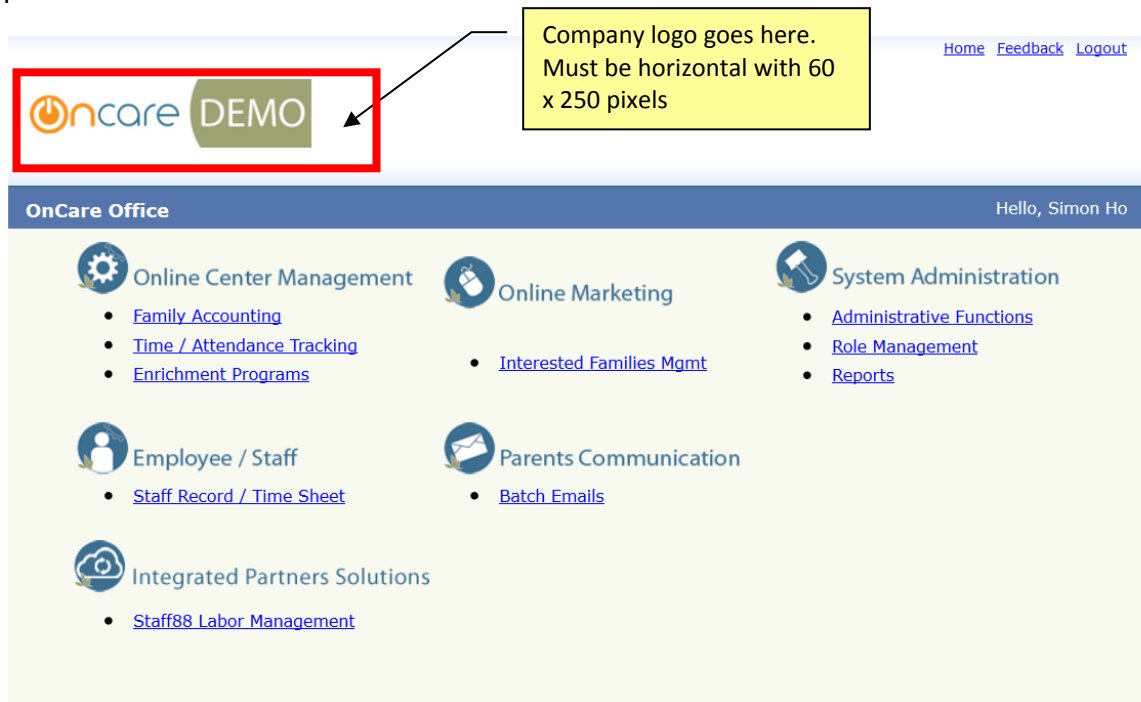 Company logo goes here.
Must be horizontal with 60
x 250 pixels
Home Feedback Logout
Oncare DEMO
OnCare Office
Hello, Simon Ho
Online Center Management
• Family Accounting
• Time / Attendance Tracking
• Enrichment Programs
Online Marketing
• Interested Families Mgmt
System Administration
• Administrative Functions
• Role Management
• Reports
Employee / Staff
• Staff Record / Time Sheet
Parents Communication
• Batch Emails
Integrated Partners Solutions
• Staff88 Labor Management